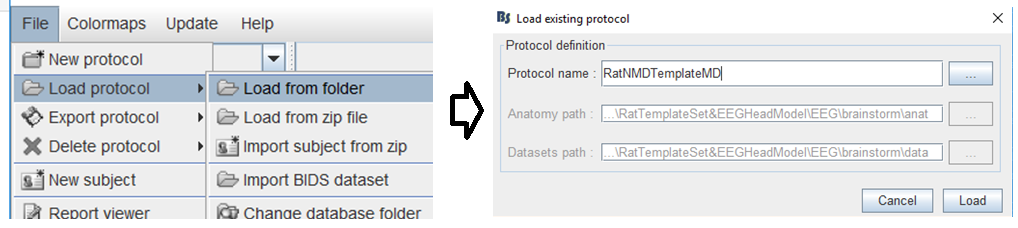 File Colormaps Update Help
New protocol
Load protocol
Export protocol
Delete protocol
New subject
Report viewer
Load from folder
Load from zip file
Import subject from zip
Import BIDS dataset
Change database folder
BS Load existing protocol
Protocol definition
Protocol name : RatNMDTemplateMD ...
Anatomy path : ...\RatTemplateSet&EEGHeadModel\EEG\brainstorm\anat ...
Datasets path : ...\RatTemplateSet&EEGHeadModel\EEG\brainstorm\data ...
Cancel Load